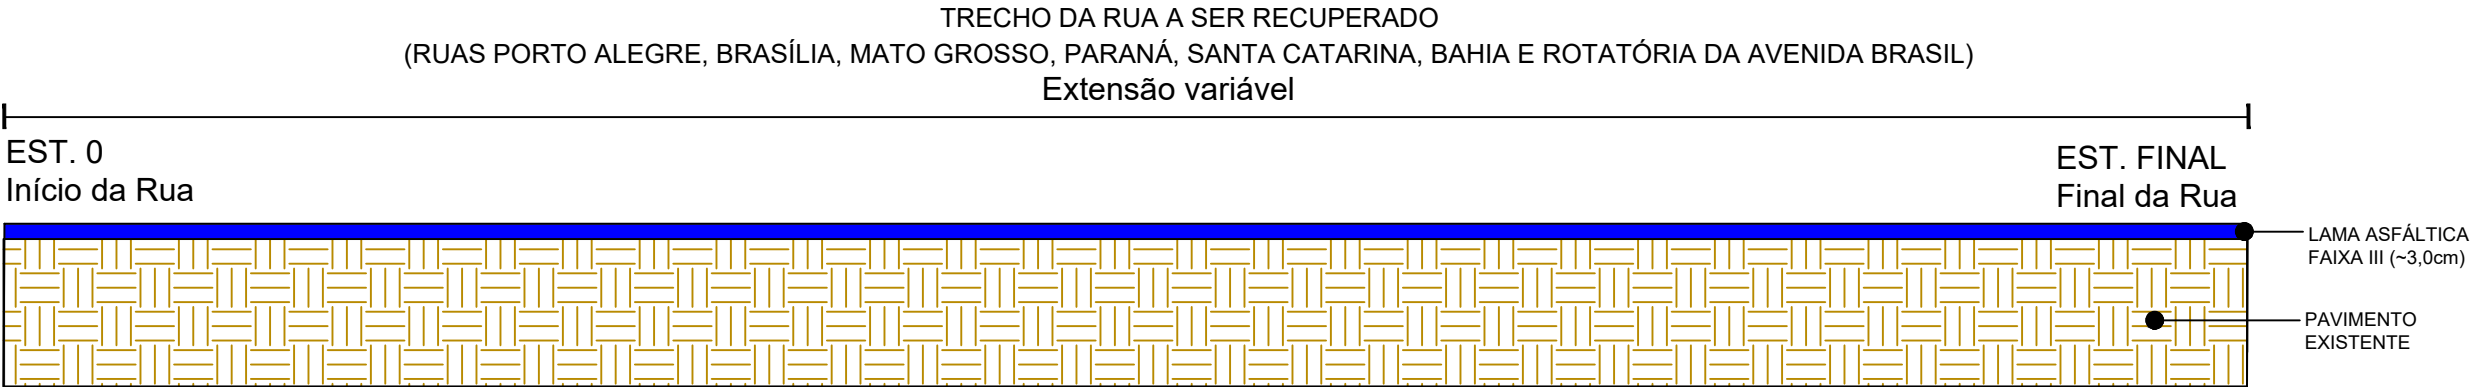 TRECHO DA RUA A SER RECUPERADO
(RUAS PORTO ALEGRE, BRASÍLIA, MATO GROSSO, PARANÁ, SANTA CATARINA, BAHIA E ROTATÓRIA DA AVENIDA BRASIL)
Extensão variável
EST. 0
Início da Rua
EST. FINAL
Final da Rua
LAMA ASFÁLTICA
FAIXA III (~3,0cm)
PAVIMENTO
EXISTENTE